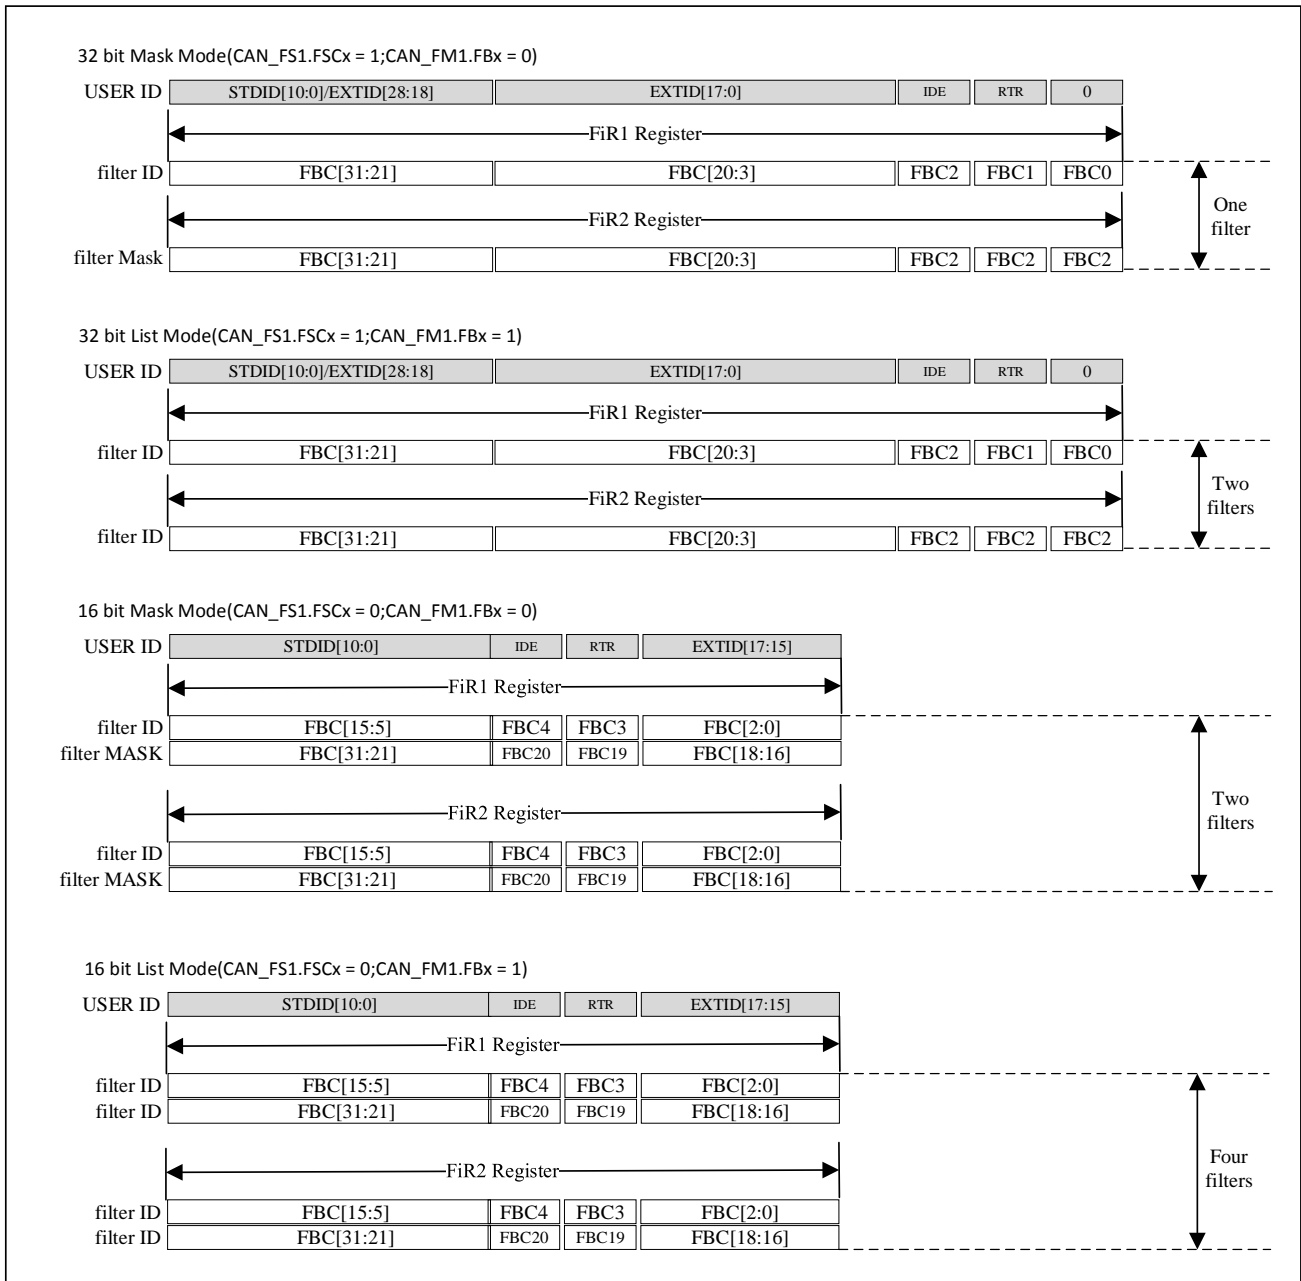 32 bit Mask Mode(CAN_FS1.FSCx = 1;CAN_FM1.FBx = 0)
USER ID STDID[10:0]/EXTID[28:18] EXTID[17:0] IDE RTR 0
FiR1 Register
filter ID FBC[31:21] FBC[20:3] FBC2 FBC1 FBC0
FiR2 Register
filter Mask FBC[31:21] FBC[20:3] FBC2 FBC2 FBC2
One
filter
32 bit List Mode(CAN_FS1.FSCx = 1;CAN_FM1.FBx = 1)
USER ID STDID[10:0]/EXTID[28:18] EXTID[17:0] IDE RTR 0
FiR1 Register
filter ID FBC[31:21] FBC[20:3] FBC2 FBC1 FBC0
FiR2 Register
filter ID FBC[31:21] FBC[20:3] FBC2 FBC2 FBC2
Two
filters
16 bit Mask Mode(CAN_FS1.FSCx = 0;CAN_FM1.FBx = 0)
USER ID STDID[10:0] IDE RTR EXTID[17:15]
FiR1 Register
filter ID FBC[15:5] FBC4 FBC3 FBC[2:0]
filter MASK FBC[31:21] FBC20 FBC19 FBC[18:16]
FiR2 Register
filter ID FBC[15:5] FBC4 FBC3 FBC[2:0]
filter MASK FBC[31:21] FBC20 FBC19 FBC[18:16]
Two
filters
16 bit List Mode(CAN_FS1.FSCx = 0;CAN_FM1.FBx = 1)
USER ID STDID[10:0] IDE RTR EXTID[17:15]
FiR1 Register
filter ID FBC[15:5] FBC4 FBC3 FBC[2:0]
filter ID FBC[31:21] FBC20 FBC19 FBC[18:16]
FiR2 Register
filter ID FBC[15:5] FBC4 FBC3 FBC[2:0]
filter ID FBC[31:21] FBC20 FBC19 FBC[18:16]
Four
filters